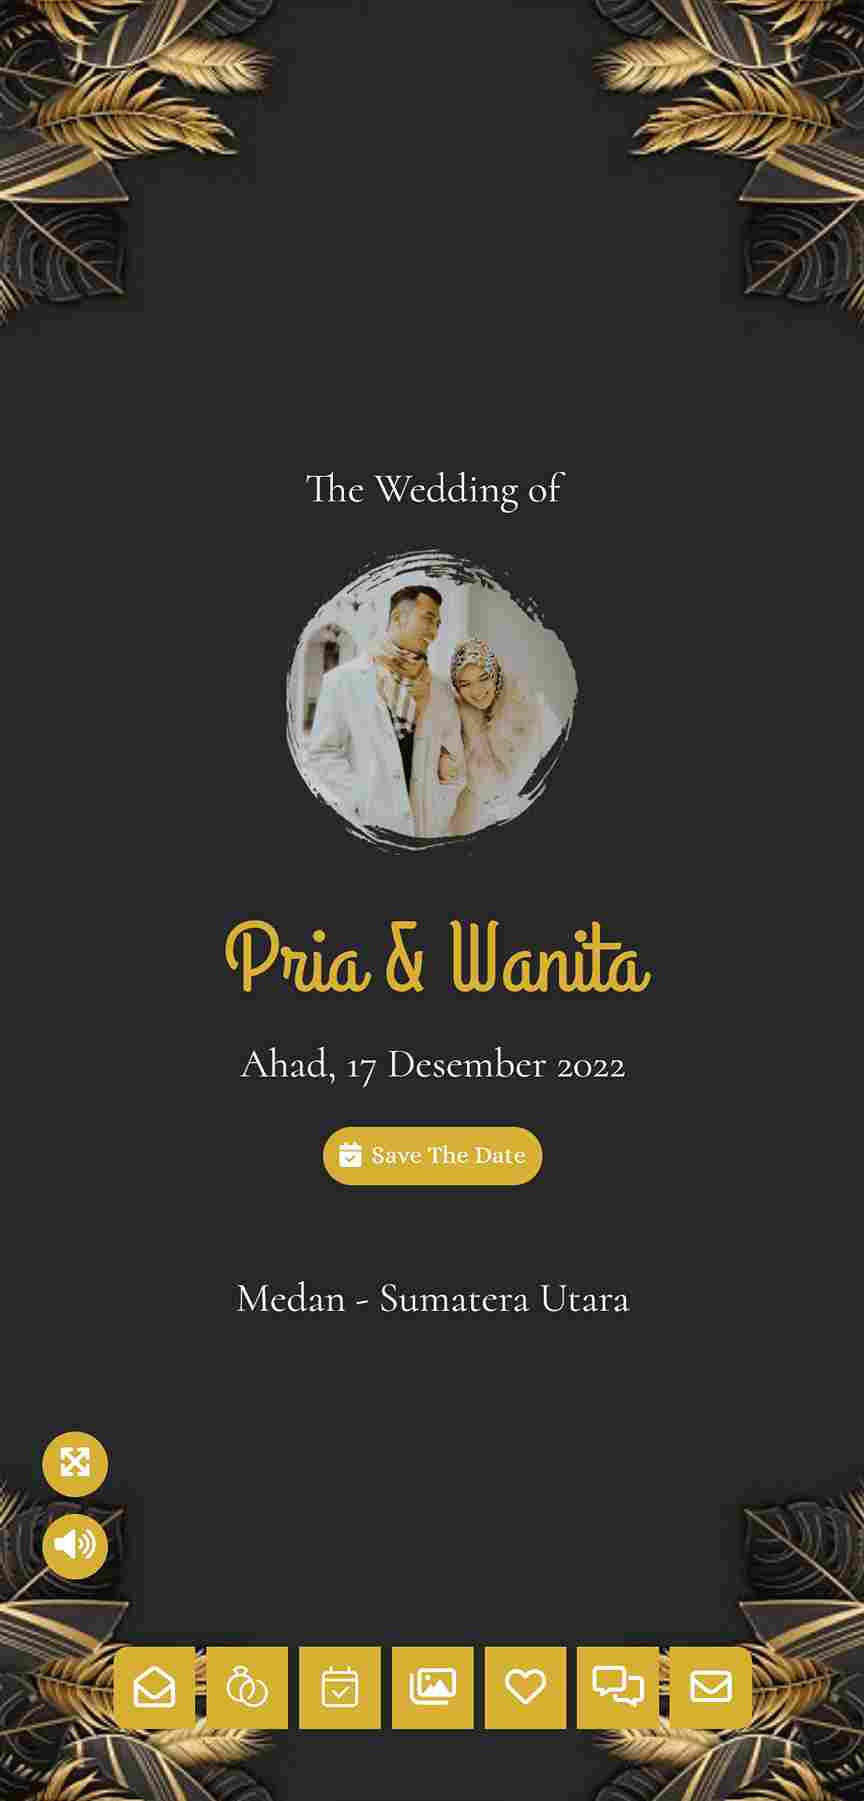 The Wedding of
Pria & Wanita
Ahad, 17 Desember 2022
Save The Date
Medan - Sumatera Utara